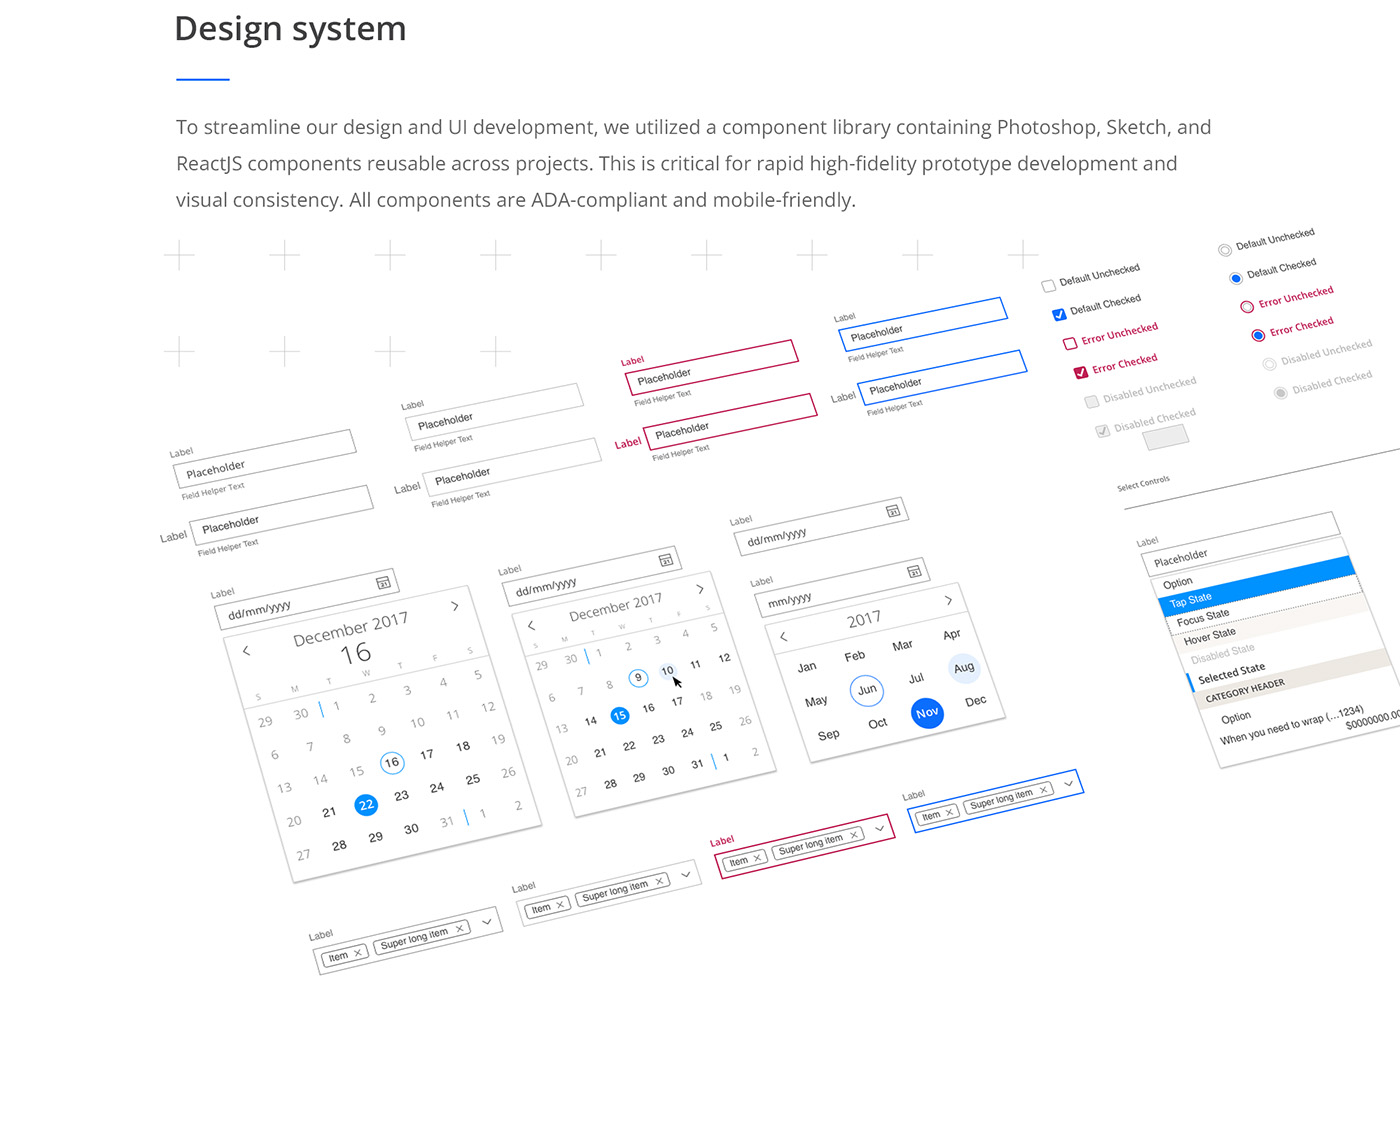 Design system
To streamline our design and UI development, we utilized a component library containing Photoshop, Sketch, and
ReactJS components reusable across projects. This is critical for rapid high-fidelity prototype development and
visual consistency. All components are ADA-compliant and mobile-friendly.
Label
Placeholder
Field Helper Text
Label Placeholder
Field Helper Text
Label
Placeholder
Field Helper Text
Label Placeholder
Field Helper Text
Label
Placeholder
Field Helper Text
Label Placeholder
Field Helper Text
Label
Placeholder
Field Helper Text
Label Placeholder
Field Helper Text
Default Unchecked
Default Checked
Error Unchecked
Error Checked
Disabled Unchecked
Disabled Checked
Default Unchecked
Default Checked
Error Unchecked
Error Checked
Disabled Unchecked
Disabled Checked
Select Controls
Label
Placeholder
Option
Tap State
Focus State
Hover State
Disabled State
Selected State
CATEGORY HEADER
Option
When you need to wrap (...1234)
$0000000.00
Label
dd/mm/yyyy
31
December 2017
16
S M T W T F S
29 30 1 2 3 4 5
6 7 8 9 10 11 12
13 14 15 16 17 18 19
20 21 22 23 24 25 26
27 28 29 30 31 1 2
Label
dd/mm/yyyy
31
December 2017
S M T W T F S
29 30 1 2 3 4 5
6 7 8 9 10 11 12
13 14 15 16 17 18 19
20 21 22 23 24 25 26
27 28 29 30 31 1 2
Label
dd/mm/yyyy
31
Label
mm/yyyy
31
2017
Jan Feb Mar Apr
May Jun Jul Aug
Sep Oct Nov Dec
Label
Item Super long item
Label
Item Super long item
Label
Item Super long item
Label
Item Super long item